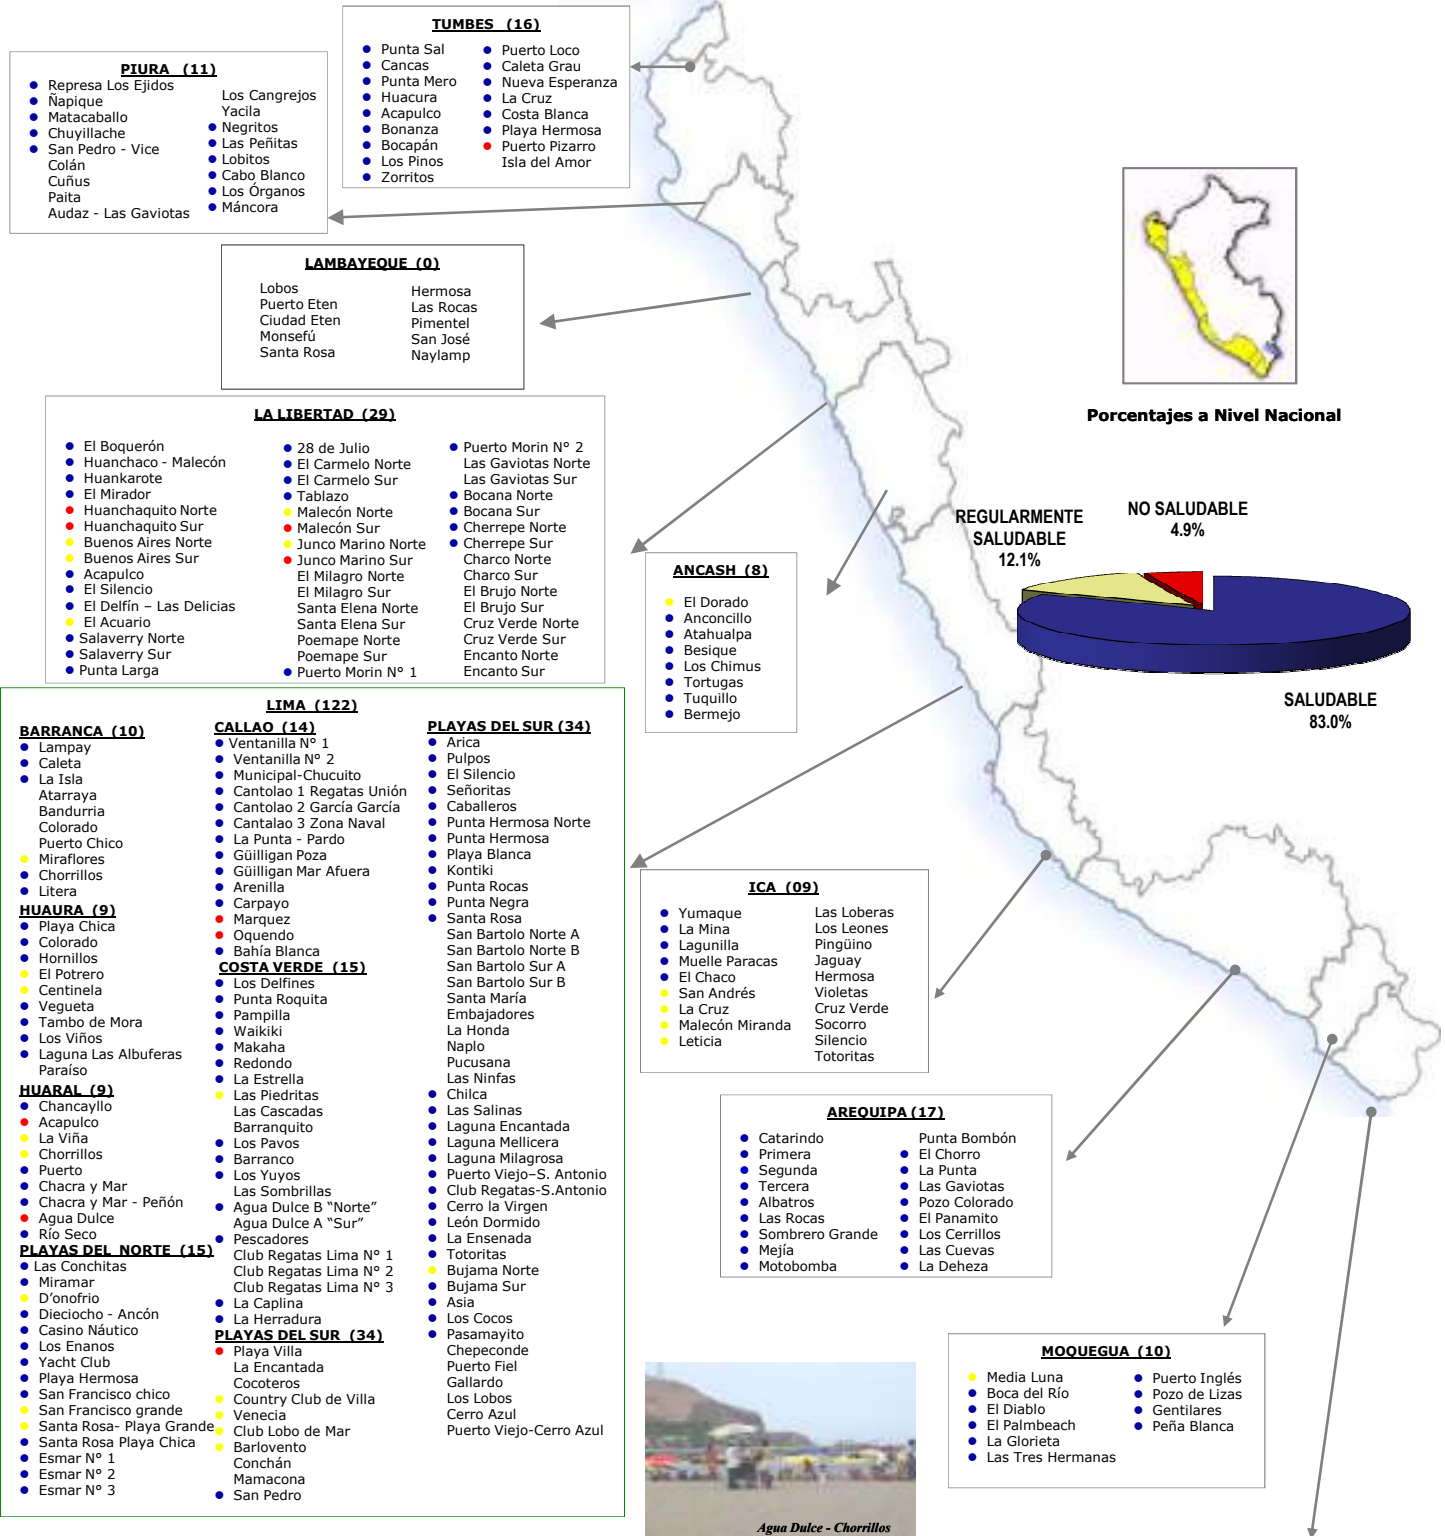 TUMBES (16)
Punta Sal
Cancas
Punta Mero
Huacura
Acapulco
Bonanza
Bocapán
Los Pinos
Zorritos
Puerto Loco
Caleta Grau
Nueva Esperanza
La Cruz
Costa Blanca
Playa Hermosa
Puerto Pizarro
Isla del Amor
PIURA (11)
Represa Los Ejidos
Ñapique
Matacaballo
Chuyillache
San Pedro - Vice
Colán
Cuñus
Paita
Audaz - Las Gaviotas
Los Cangrejos
Yacila
Negritos
Las Peñitas
Lobitos
Cabo Blanco
Los Órganos
Máncora
LAMBAYEQUE (0)
Lobos
Puerto Eten
Ciudad Eten
Monsefú
Santa Rosa
Hermosa
Las Rocas
Pimentel
San José
Naylamp
LA LIBERTAD (29)
El Boquerón
Huanchaco - Malecón
Huankarote
El Mirador
Huanchaquito Norte
Huanchaquito Sur
Buenos Aires Norte
Buenos Aires Sur
Acapulco
El Silencio
El Delfín – Las Delicias
El Acuario
Salaverry Norte
Salaverry Sur
Punta Larga
28 de Julio
El Carmelo Norte
El Carmelo Sur
Tablazo
Malecón Norte
Malecón Sur
Junco Marino Norte
Junco Marino Sur
El Milagro Norte
El Milagro Sur
Santa Elena Norte
Santa Elena Sur
Poemape Norte
Poemape Sur
Puerto Morin N° 1
Puerto Morin N° 2
Las Gaviotas Norte
Las Gaviotas Sur
Bocana Norte
Bocana Sur
Cherrepe Norte
Cherrepe Sur
Charco Norte
Charco Sur
El Brujo Norte
El Brujo Sur
Cruz Verde Norte
Cruz Verde Sur
Encanto Norte
Encanto Sur
Porcentajes a Nivel Nacional
REGULARMENTE
SALUDABLE
12.1%
NO SALUDABLE
4.9%
SALUDABLE
83.0%
ANCASH (8)
El Dorado
Anconcillo
Atahualpa
Besique
Los Chimus
Tortugas
Tuquillo
Bermejo
LIMA (122)
BARRANCA (10)
Lampay
Caleta
La Isla
Atarraya
Bandurria
Colorado
Puerto Chico
Miraflores
Chorrillos
Litera
HUAURA (9)
Playa Chica
Colorado
Hornillos
El Potrero
Centinela
Vegueta
Tambo de Mora
Los Viños
Laguna Las Albuferas
Paraíso
HUARAL (9)
Chancayllo
Acapulco
La Viña
Chorrillos
Puerto
Chacra y Mar
Chacra y Mar - Peñón
Agua Dulce
Río Seco
PLAYAS DEL NORTE (15)
Las Conchitas
Miramar
D'onofrio
Dieciocho - Ancón
Casino Náutico
Los Enanos
Yacht Club
Playa Hermosa
San Francisco chico
San Francisco grande
Santa Rosa- Playa Grande
Santa Rosa Playa Chica
Esmar N° 1
Esmar N° 2
Esmar N° 3
CALLAO (14)
Ventanilla N° 1
Ventanilla N° 2
Municipal-Chucuito
Cantolao 1 Regatas Unión
Cantolao 2 García García
Cantalao 3 Zona Naval
La Punta - Pardo
Güilligan Poza
Güilligan Mar Afuera
Arenilla
Carpayo
Marquez
Oquendo
Bahía Blanca
COSTA VERDE (15)
Los Delfines
Punta Roquita
Pampilla
Waikiki
Makaha
Redondo
La Estrella
Las Piedritas
Las Cascadas
Barranquito
Los Pavos
Barranco
Los Yuyos
Las Sombrillas
Agua Dulce B "Norte"
Agua Dulce A "Sur"
Pescadores
Club Regatas Lima N° 1
Club Regatas Lima N° 2
Club Regatas Lima N° 3
La Caplina
La Herradura
PLAYAS DEL SUR (34)
Playa Villa
La Encantada
Cocoteros
Country Club de Villa
Venecia
Club Lobo de Mar
Barlovento
Conchán
Mamacona
San Pedro
PLAYAS DEL SUR (34)
Arica
Pulpos
El Silencio
Señoritas
Caballeros
Punta Hermosa Norte
Punta Hermosa
Playa Blanca
Kontiki
Punta Rocas
Punta Negra
Santa Rosa
San Bartolo Norte A
San Bartolo Norte B
San Bartolo Sur A
San Bartolo Sur B
Santa María
Embajadores
La Honda
Naplo
Pucusana
Las Ninfas
Chilca
Las Salinas
Laguna Encantada
Laguna Mellicera
Laguna Milagrosa
Puerto Viejo–S. Antonio
Club Regatas-S.Antonio
Cerro la Virgen
León Dormido
La Ensenada
Totoritas
Bujama Norte
Bujama Sur
Asia
Los Cocos
Pasamayito
Chepeconde
Puerto Fiel
Gallardo
Los Lobos
Cerro Azul
Puerto Viejo-Cerro Azul
ICA (09)
Yumaque
La Mina
Lagunilla
Muelle Paracas
El Chaco
San Andrés
La Cruz
Malecón Miranda
Leticia
Las Loberas
Los Leones
Pingüino
Jaguay
Hermosa
Violetas
Cruz Verde
Socorro
Silencio
Totoritas
AREQUIPA (17)
Catarindo
Primera
Segunda
Tercera
Albatros
Las Rocas
Sombrero Grande
Mejía
Motobomba
Punta Bombón
El Chorro
La Punta
Las Gaviotas
Pozo Colorado
El Panamito
Los Cerrillos
Las Cuevas
La Deheza
MOQUEGUA (10)
Media Luna
Boca del Río
El Diablo
El Palmbeach
La Glorieta
Las Tres Hermanas
Puerto Inglés
Pozo de Lizas
Gentilares
Peña Blanca
Agua Dulce - Chorrillos